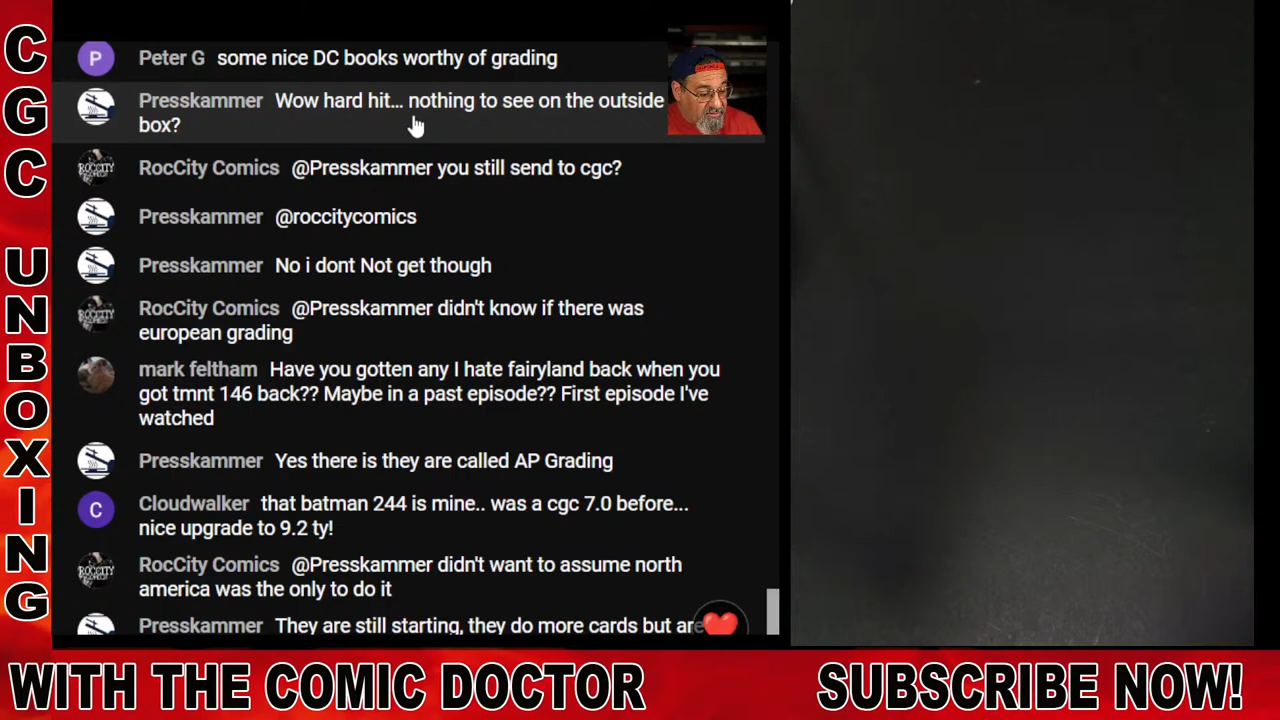 CGC UNBOXING
Peter G some nice DC books worthy of grading
Presskammer Wow hard hit... nothing to see on the outside
box?
RocCity Comics @Presskammer you still send to cgc?
Presskammer @roccitycomics
Presskammer No i dont Not get though
RocCity Comics @Presskammer didn't know if there was
european grading
mark feltham Have you gotten any I hate fairyland back when you
got tmnt 146 back?? Maybe in a past episode?? First episode I've
watched
Presskammer Yes there is they are called AP Grading
Cloudwalker that batman 244 is mine.. was a cgc 7.0 before...
nice upgrade to 9.2 ty!
RocCity Comics @Presskammer didn't want to assume north
america was the only to do it
Presskammer They are still starting, they do more cards but are
WITH THE COMIC DOCTOR SUBSCRIBE NOW!